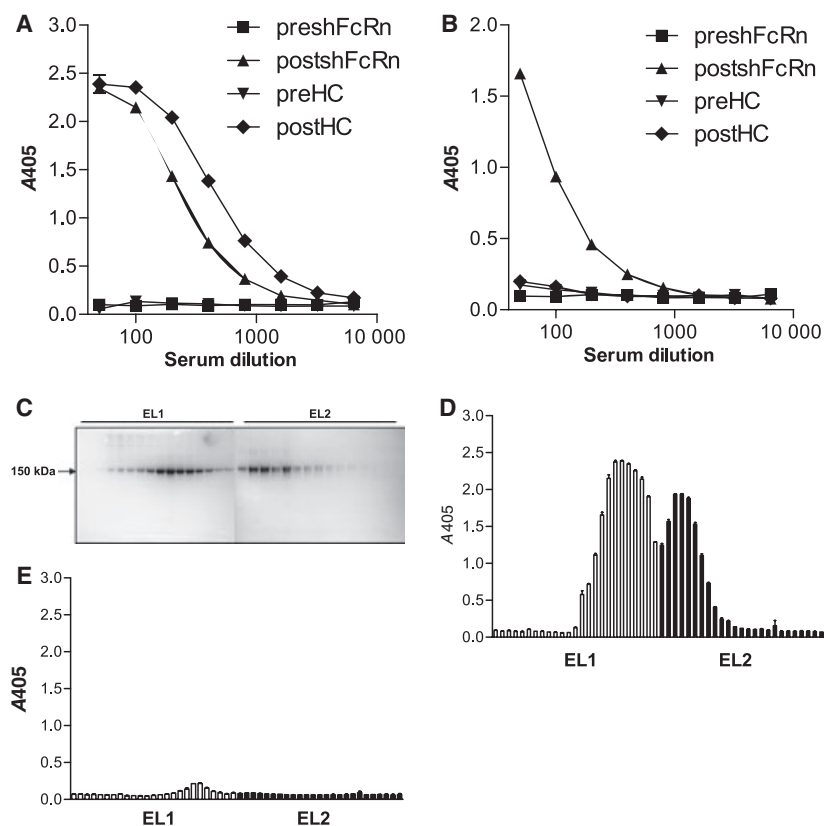 A
3.0
2.5
2.0
1.5
1.0
0.5
0.0
A405
100
1000
10 000
Serum dilution
preshFcRn
postshFcRn
preHC
postHC
B
2.0
1.5
1.0
0.5
0.0
A405
100
1000
10 000
Serum dilution
preshFcRn
postshFcRn
preHC
postHC
C
EL1
EL2
150 kDa
D
3.0
2.5
2.0
1.5
1.0
0.5
0.0
A405
EL1
EL2
E
3.0
2.5
2.0
1.5
1.0
0.5
0.0
A405
EL1
EL2